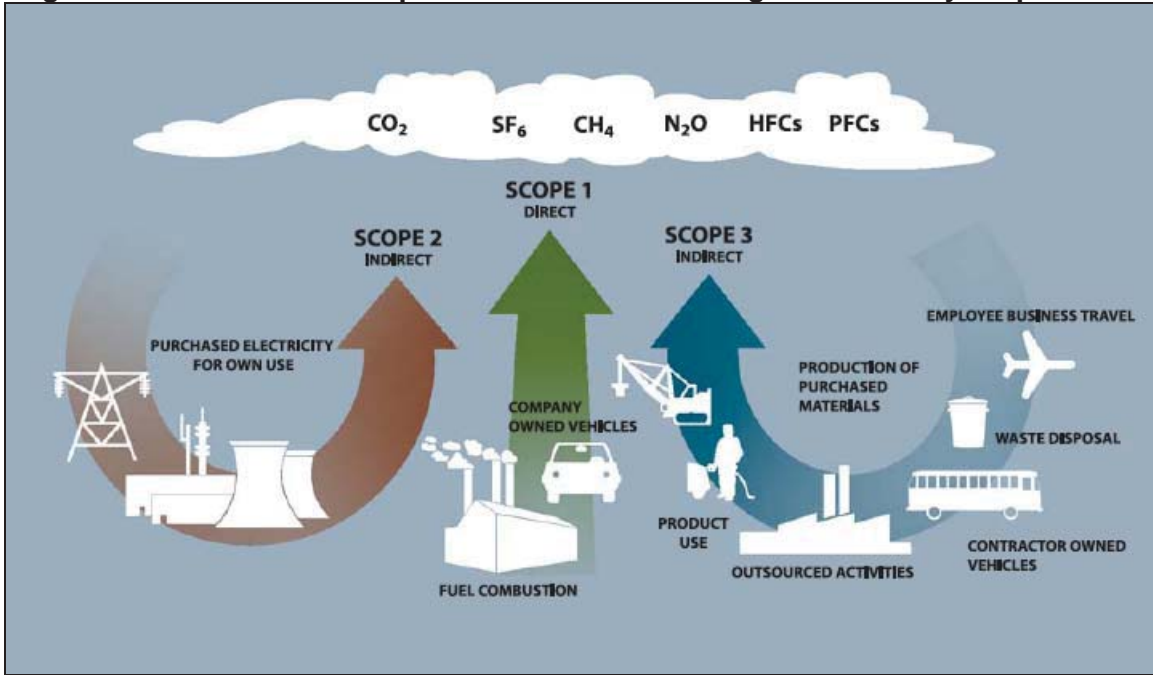 CO₂ SF₆ CH₄ N₂O HFCs PFCs
SCOPE 1
DIRECT
SCOPE 2
INDIRECT
SCOPE 3
INDIRECT
PURCHASED ELECTRICITY
FOR OWN USE
COMPANY
OWNED VEHICLES
FUEL COMBUSTION
EMPLOYEE BUSINESS TRAVEL
PRODUCTION OF
PURCHASED
MATERIALS
WASTE DISPOSAL
PRODUCT
USE
OUTSOURCED ACTIVITIES
CONTRACTOR OWNED
VEHICLES